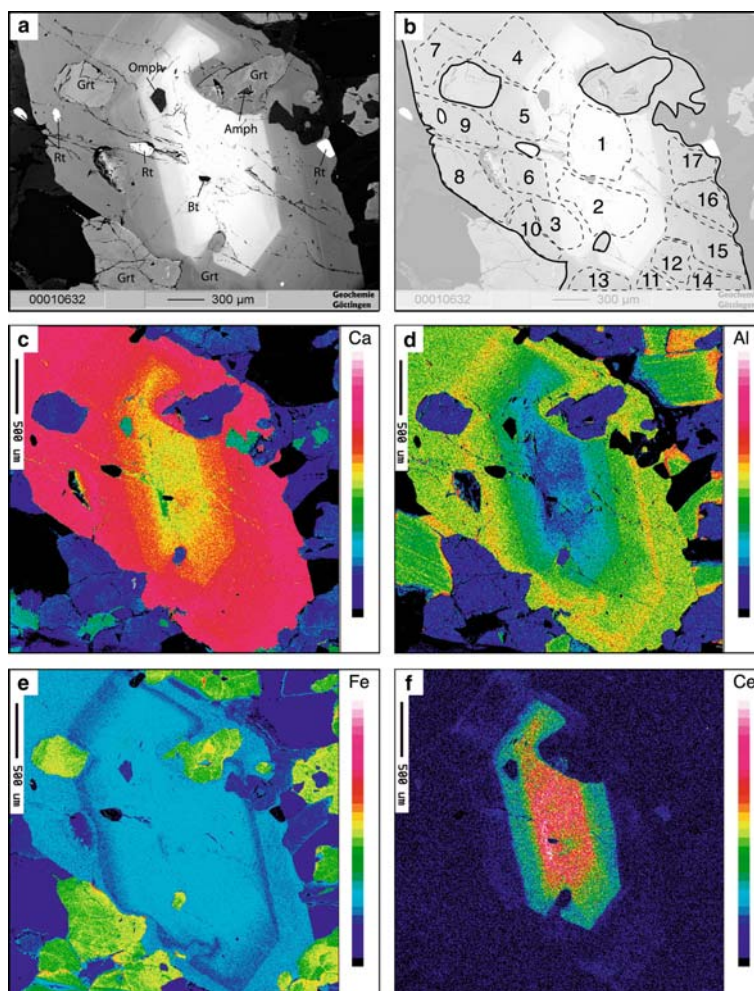 a
Omph
Grt
Grt
Amph
Rt
Rt
Rt
Bt
Grt
Grt
00010632
300 µm
b
7
4
5
9
1
17
8
6
16
2
10
3
15
12
13
11
14
00010632
300 µm
Geochemie
Göttingen
c
Ca
500 um
d
Al
500 um
e
Fe
500 um
f
Ce
500 um